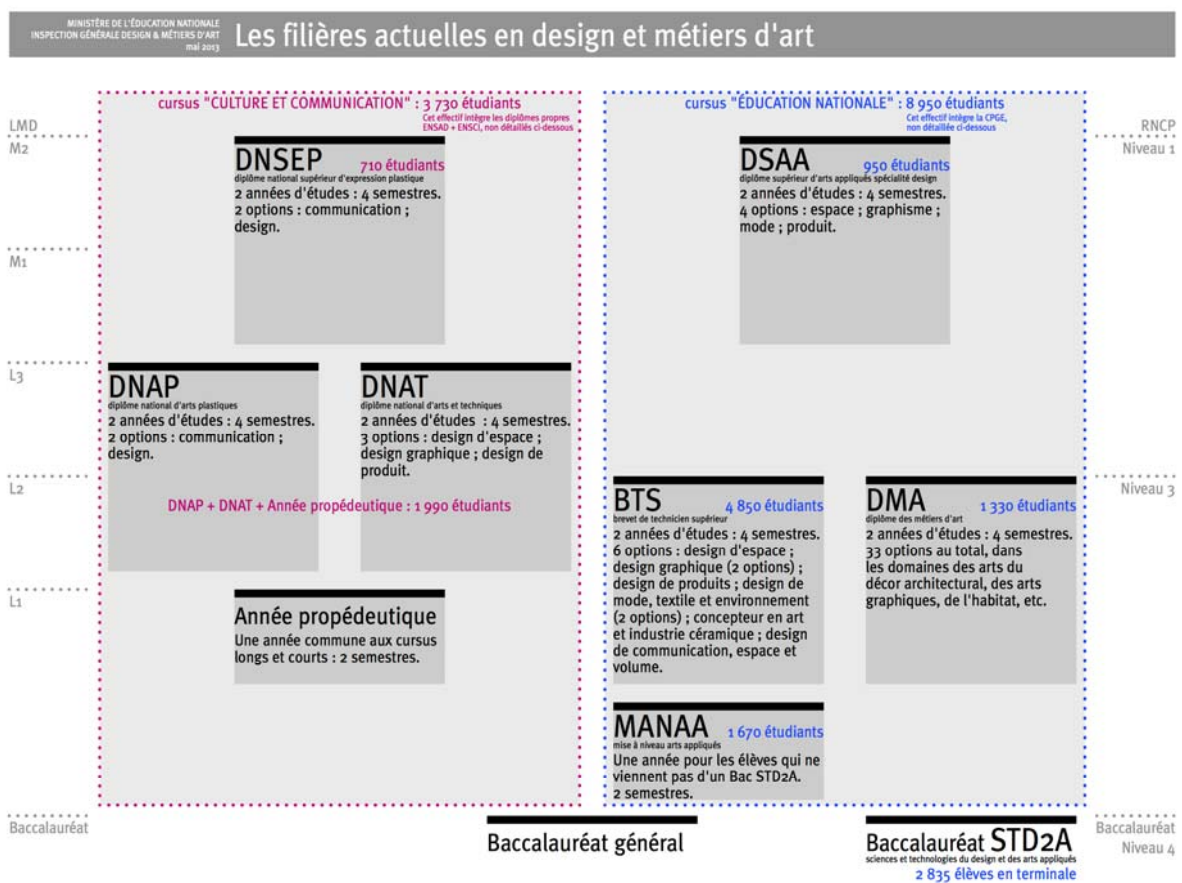 MINISTÈRE DE L'ÉDUCATION NATIONALE
INSPECTION GÉNÉRALE DESIGN & MÉTIERS D'ART
mai 2013
Les filières actuelles en design et métiers d'art
LMD
M2
M1
L3
L2
L1
Baccalauréat
cursus "CULTURE ET COMMUNICATION" : 3 730 étudiants
Cet effectif intègre les diplômes propres
ENSAD + ENSCI, non détaillés ci-dessous
DNSEP 710 étudiants
diplôme national supérieur d'expression plastique
2 années d'études : 4 semestres.
2 options : communication ;
design.
DNAP
diplôme national d'arts plastiques
2 années d'études : 4 semestres.
2 options : communication ;
design.
DNAT
diplôme national d'arts et techniques
2 années d'études : 4 semestres.
3 options : design d'espace ;
design graphique ; design de
produit.
DNAP + DNAT + Année propédeutique : 1 990 étudiants
Année propédeutique
Une année commune aux cursus
longs et courts : 2 semestres.
cursus "ÉDUCATION NATIONALE" : 8 950 étudiants
Cet effectif intègre la CPGE,
non détaillée ci-dessous
DSAA 950 étudiants
diplôme supérieur d'arts appliqués spécialité design
2 années d'études : 4 semestres.
4 options : espace ; graphisme ;
mode ; produit.
BTS 4 850 étudiants
brevet de technicien supérieur
2 années d'études : 4 semestres.
6 options : design d'espace ;
design graphique (2 options) ;
design de produits ; design de
mode, textile et environnement
(2 options) ; concepteur en art
et industrie céramique ; design
de communication, espace et
volume.
DMA 1 330 étudiants
diplôme des métiers d'art
2 années d'études : 4 semestres.
33 options au total, dans
les domaines des arts du
décor architectural, des arts
graphiques, de l'habitat, etc.
MANAA 1 670 étudiants
mise à niveau arts appliqués
Une année pour les élèves qui ne
viennent pas d'un Bac STD2A.
2 semestres.
RNCP
Niveau 1
Niveau 3
Baccalauréat
Niveau 4
Baccalauréat général
Baccalauréat STD2A
sciences et technologies du design et des arts appliqués
2 835 élèves en terminale